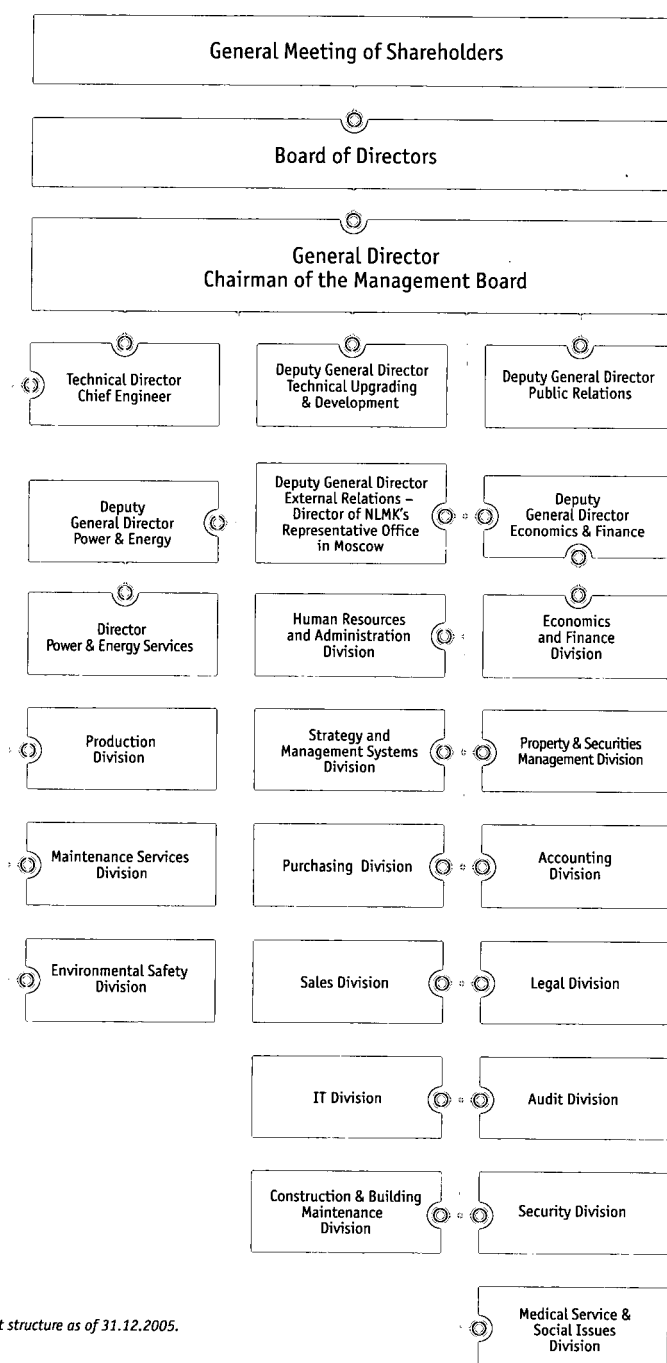 General Meeting of Shareholders
Board of Directors
General Director
Chairman of the Management Board
Technical Director
Chief Engineer
Deputy General Director
Technical Upgrading
& Development
Deputy General Director
Public Relations
Deputy
General Director
Power & Energy
Deputy General Director
External Relations –
Director of NLMK's
Representative Office
in Moscow
Deputy
General Director
Economics & Finance
Director
Power & Energy Services
Human Resources
and Administration
Division
Economics
and Finance
Division
Production
Division
Strategy and
Management Systems
Division
Property & Securities
Management Division
Maintenance Services
Division
Purchasing Division
Accounting
Division
Environmental Safety
Division
Sales Division
Legal Division
IT Division
Audit Division
Construction & Building
Maintenance
Division
Security Division
Medical Service &
Social Issues
Division
t structure as of 31.12.2005.